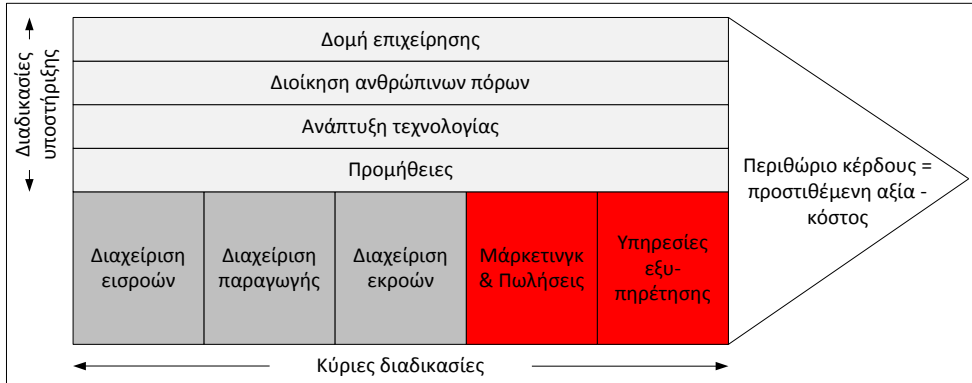 Διαδικασίες
υποστήριξης
Δομή επιχείρησης
Διοίκηση ανθρώπινων πόρων
Ανάπτυξη τεχνολογίας
Προμήθειες
Διαχείριση
εισροών
Διαχείριση
παραγωγής
Διαχείριση
εκροών
Μάρκετινγκ
& Πωλήσεις
Υπηρεσίες
εξυ-
πηρέτησης
Περιθώριο κέρδους =
προστιθέμενη αξία -
κόστος
Κύριες διαδικασίες